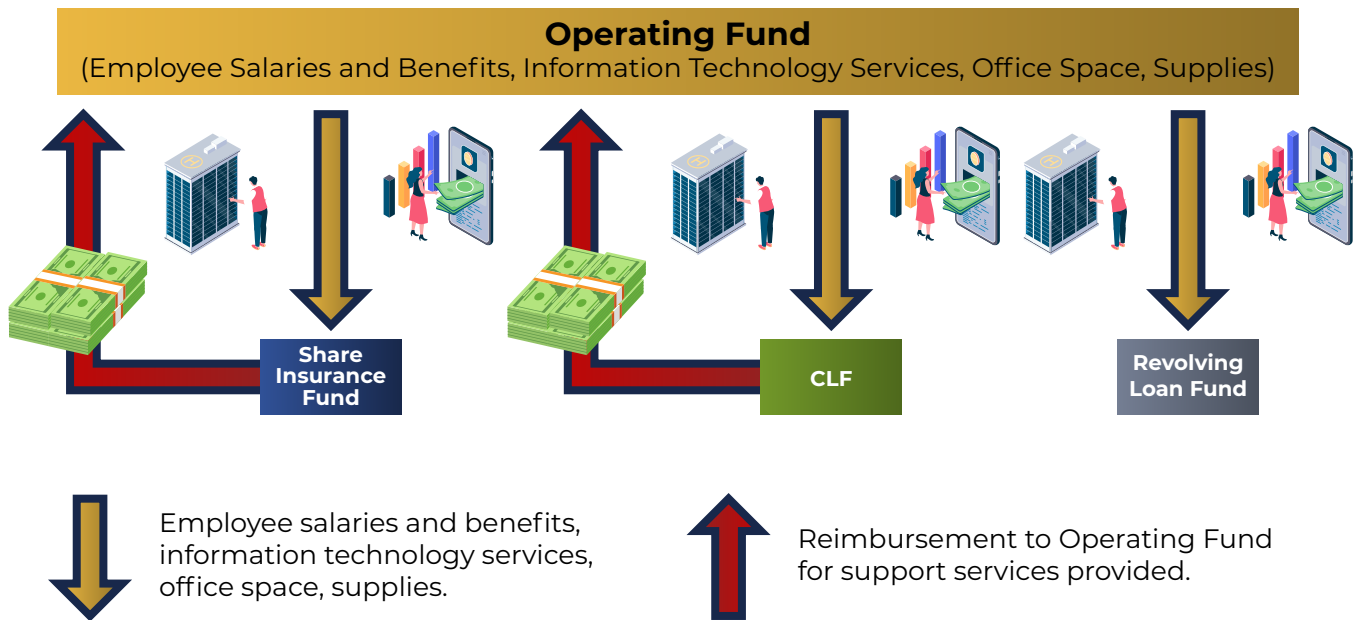 Operating Fund
(Employee Salaries and Benefits, Information Technology Services, Office Space, Supplies)
Share
Insurance
Fund
CLF
Revolving
Loan Fund
Employee salaries and benefits,
information technology services,
office space, supplies.
Reimbursement to Operating Fund
for support services provided.